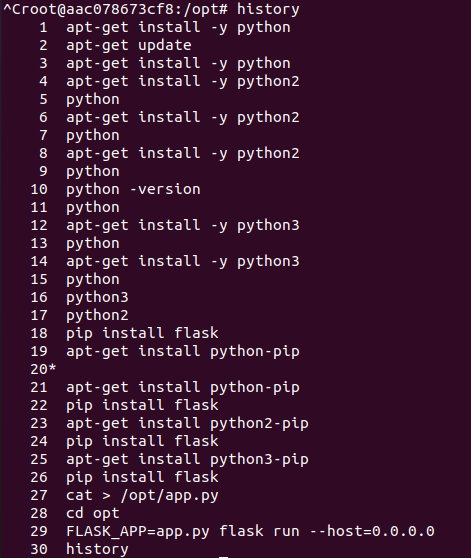 ^Croot@aac078673cf8:/opt# history
1 apt-get install -y python
2 apt-get update
3 apt-get install -y python
4 apt-get install -y python2
5 python
6 apt-get install -y python2
7 python
8 apt-get install -y python2
9 python
10 python -version
11 python
12 apt-get install -y python3
13 python
14 apt-get install -y python3
15 python
16 python3
17 python2
18 pip install flask
19 apt-get install python-pip
20*
21 apt-get install python-pip
22 pip install flask
23 apt-get install python2-pip
24 pip install flask
25 apt-get install python3-pip
26 pip install flask
27 cat > /opt/app.py
28 cd opt
29 FLASK_APP=app.py flask run --host=0.0.0.0
30 history